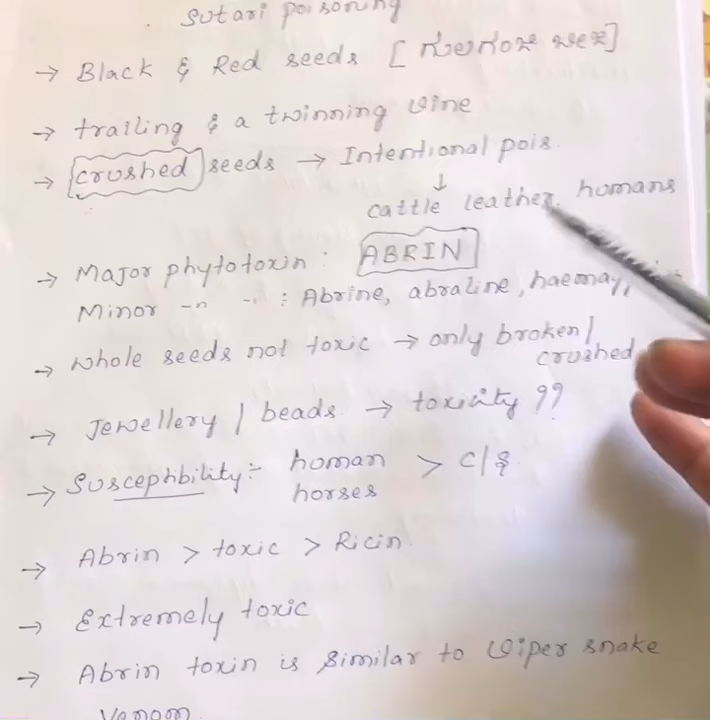 Sutari poisoning
→ Black & Red seeds [ಗುಲಗಂಜಿ ಬೀಜ]
→ trailing & a twinning vine
→ crushed seeds → Intentional pois.
↓
cattle leather, humans
→ Major phytotoxin : ABRIN
Minor -"- -"- : Abrine, abraline,
→ Whole seeds not toxic → only broken/
crushed
→ Jewellery / beads → toxicity ??
→ Susceptibility:- human > c/s.
horses
→ Abrin > toxic > Ricin
→ Extremely toxic
→ Abrin toxin is similar to viper snake
venom